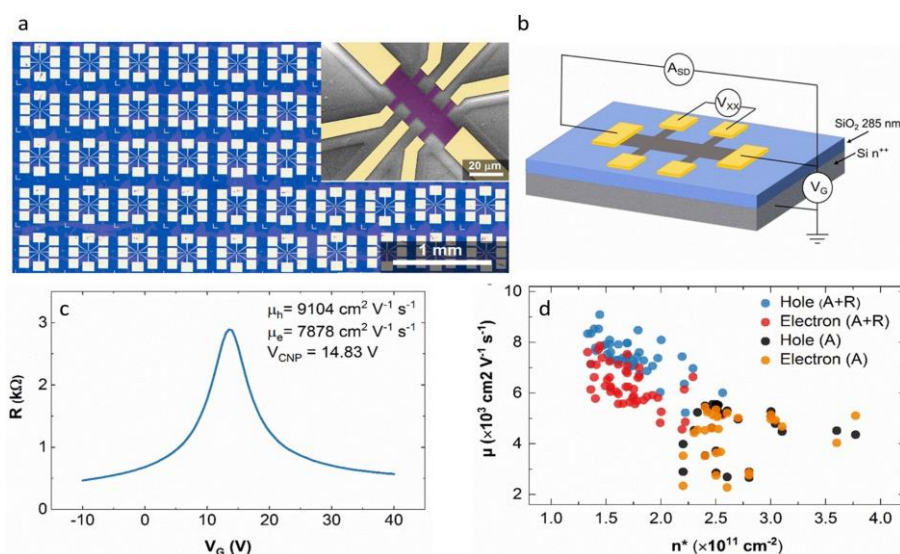 a
20 μm
1 mm
b
A_SD
V_XX
SiO₂ 285 nm
Si n⁺⁺
V_G
c
μₕ= 9104 cm² V⁻¹ s⁻¹
μₑ= 7878 cm² V⁻¹ s⁻¹
V_CNP = 14.83 V
R (kΩ)
3
2
1
0
-10 0 10 20 30 40
V_G (V)
d
Hole (A+R)
Electron (A+R)
Hole (A)
Electron (A)
μ (×10³ cm2 V⁻¹ s⁻¹)
10
8
6
4
2
1.0 1.5 2.0 2.5 3.0 3.5 4.0
n* (×10¹¹ cm⁻²)